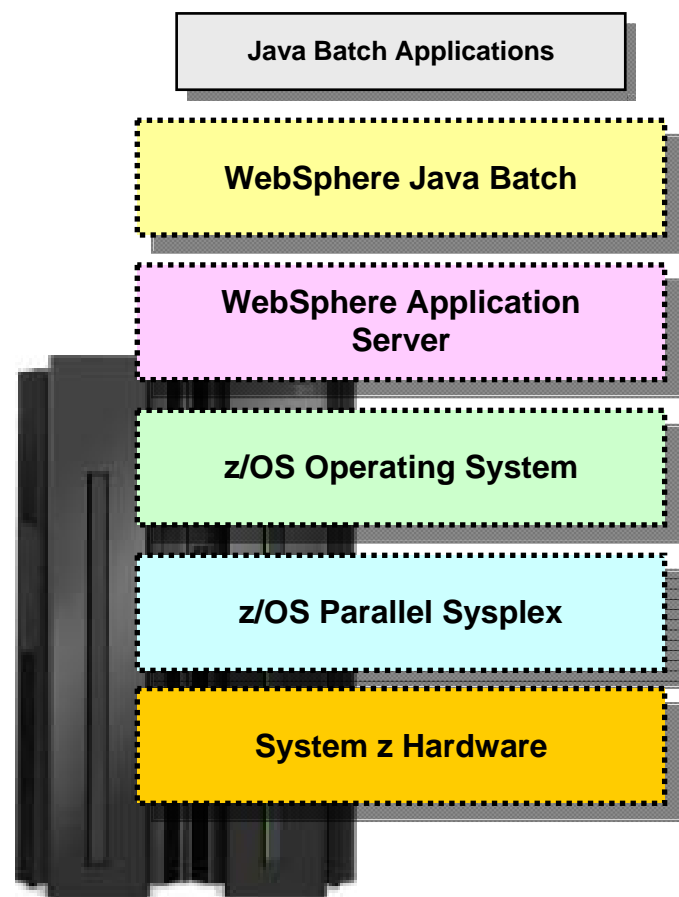 Java Batch Applications
WebSphere Java Batch
WebSphere Application
Server
z/OS Operating System
z/OS Parallel Sysplex
System z Hardware